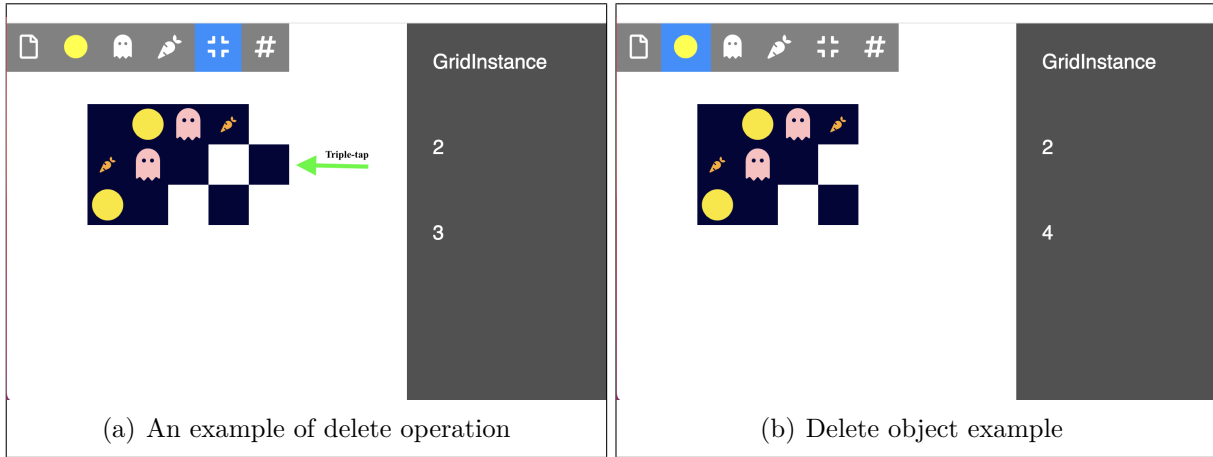 #
GridInstance
2
Triple-tap
3
(a) An example of delete operation
#
GridInstance
2
4
(b) Delete object example